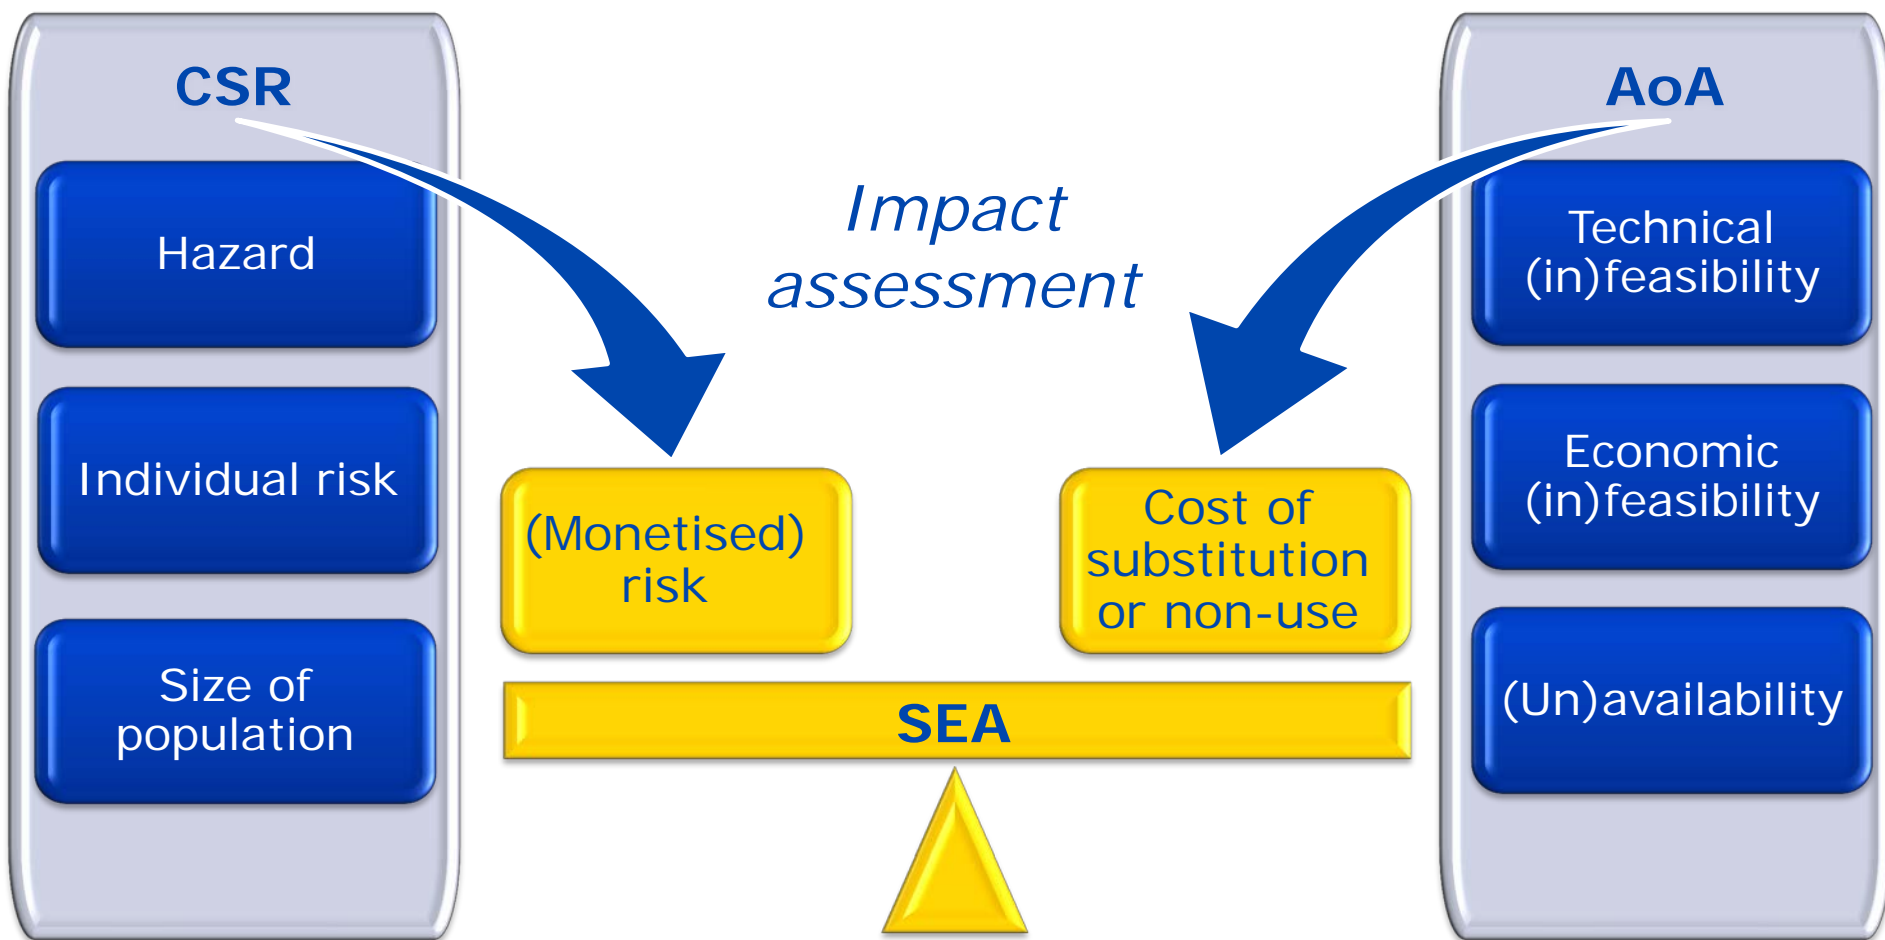 CSR
Hazard
Individual risk
Size of
population
Impact
assessment
(Monetised)
risk
Cost of
substitution
or non-use
SEA
AoA
Technical
(in)feasibility
Economic
(in)feasibility
(Un)availability